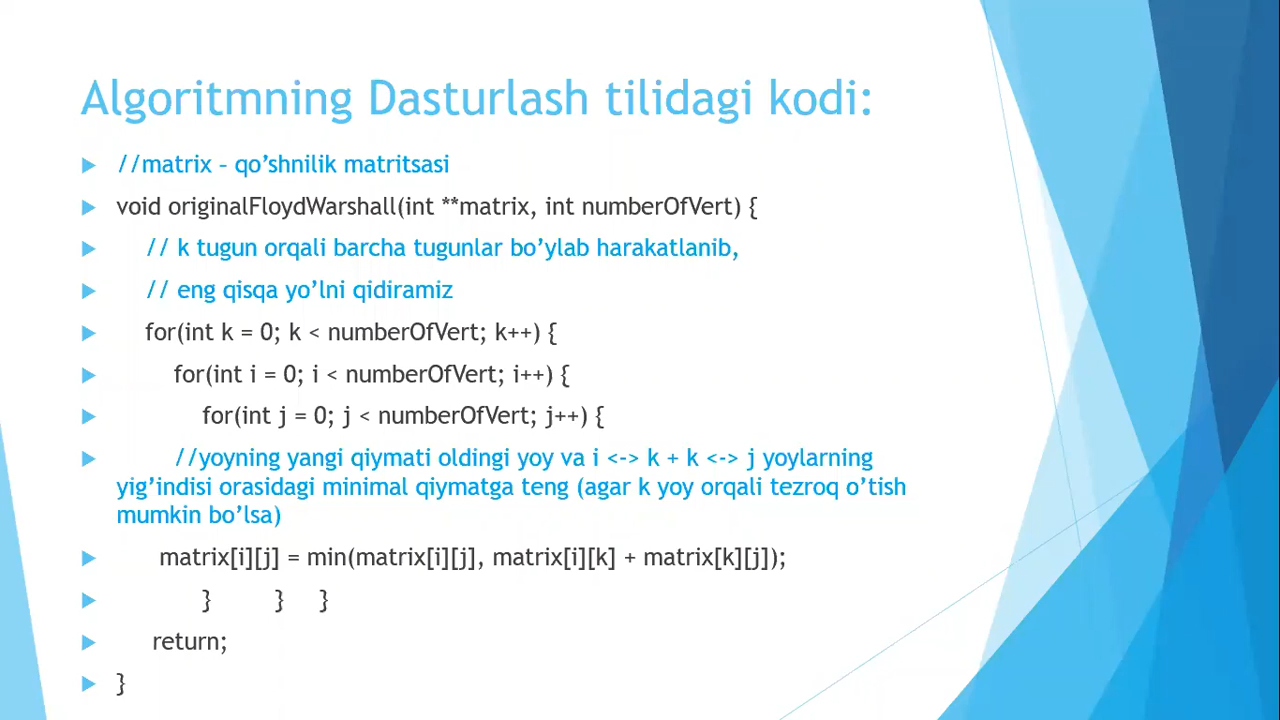 Algoritmning Dasturlash tilidagi kodi:
//matrix – qo’shnilik matritsasi
void originalFloydWarshall(int **matrix, int numberOfVert) {
// k tugun orqali barcha tugunlar bo’ylab harakatlanib,
// eng qisqa yo’lni qidiramiz
for(int k = 0; k < numberOfVert; k++) {
for(int i = 0; i < numberOfVert; i++) {
for(int j = 0; j < numberOfVert; j++) {
//yoyning yangi qiymati oldingi yoy va i <-> k + k <-> j yoylarning
yig’indisi orasidagi minimal qiymatga teng (agar k yoy orqali tezroq o’tish
mumkin bo’lsa)
matrix[i][j] = min(matrix[i][j], matrix[i][k] + matrix[k][j]);
} } }
return;
}